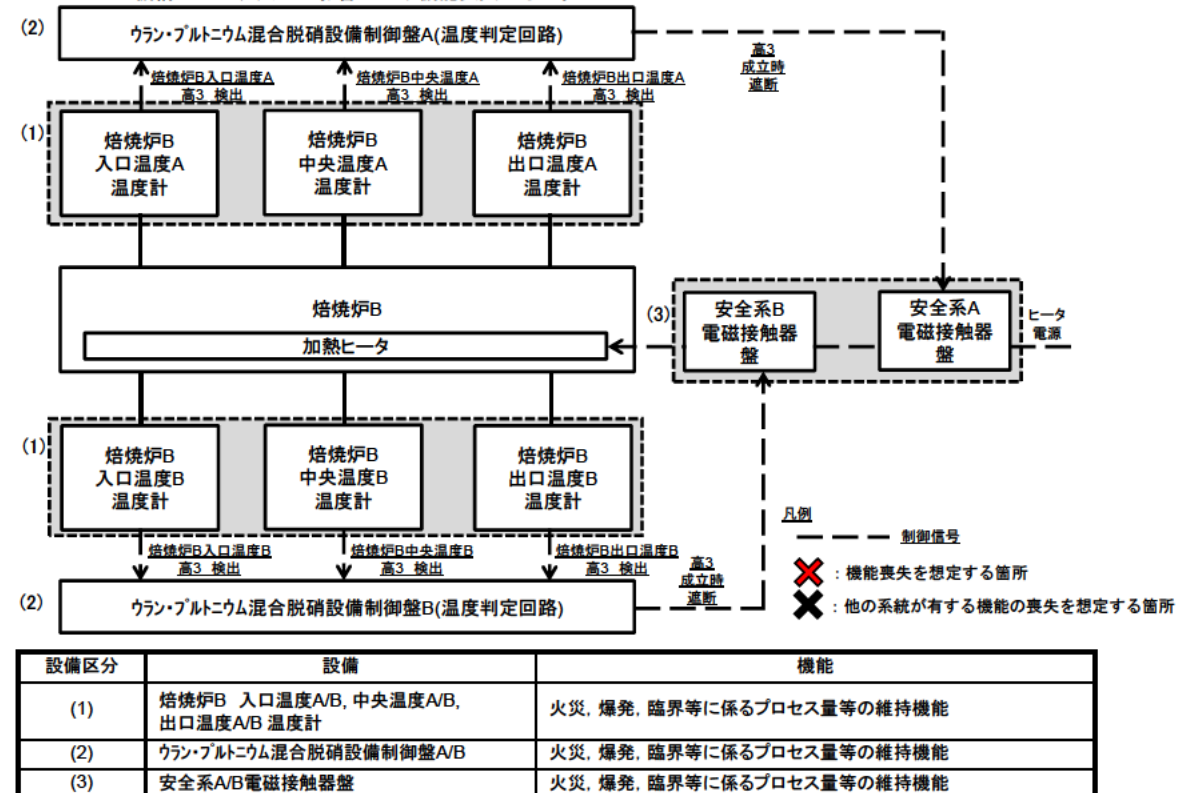 (2)
ウラン・プルトニウム混合脱硝設備制御盤A(温度判定回路)
高3
成立時
遮断
焙焼炉B入口温度A
高3 検出
焙焼炉B中央温度A
高3 検出
焙焼炉B出口温度A
高3 検出
(1)
焙焼炉B
入口温度A
温度計
焙焼炉B
中央温度A
温度計
焙焼炉B
出口温度A
温度計
焙焼炉B
加熱ヒータ
(3)
安全系B
電磁接触器
盤
安全系A
電磁接触器
盤
ヒータ
電源
(1)
焙焼炉B
入口温度B
温度計
焙焼炉B
中央温度B
温度計
焙焼炉B
出口温度B
温度計
焙焼炉B入口温度B
高3 検出
焙焼炉B中央温度B
高3 検出
焙焼炉B出口温度B
高3 検出
高3
成立時
遮断
(2)
ウラン・プルトニウム混合脱硝設備制御盤B(温度判定回路)
凡例
制御信号
:機能喪失を想定する箇所
:他の系統が有する機能の喪失を想定する箇所
設備区分 設備 機能
(1) 焙焼炉B 入口温度A/B, 中央温度A/B,
出口温度A/B 温度計 火災, 爆発, 臨界等に係るプロセス量等の維持機能
(2) ウラン・プルトニウム混合脱硝設備制御盤A/B 火災, 爆発, 臨界等に係るプロセス量等の維持機能
(3) 安全系A/B電磁接触器盤 火災, 爆発, 臨界等に係るプロセス量等の維持機能